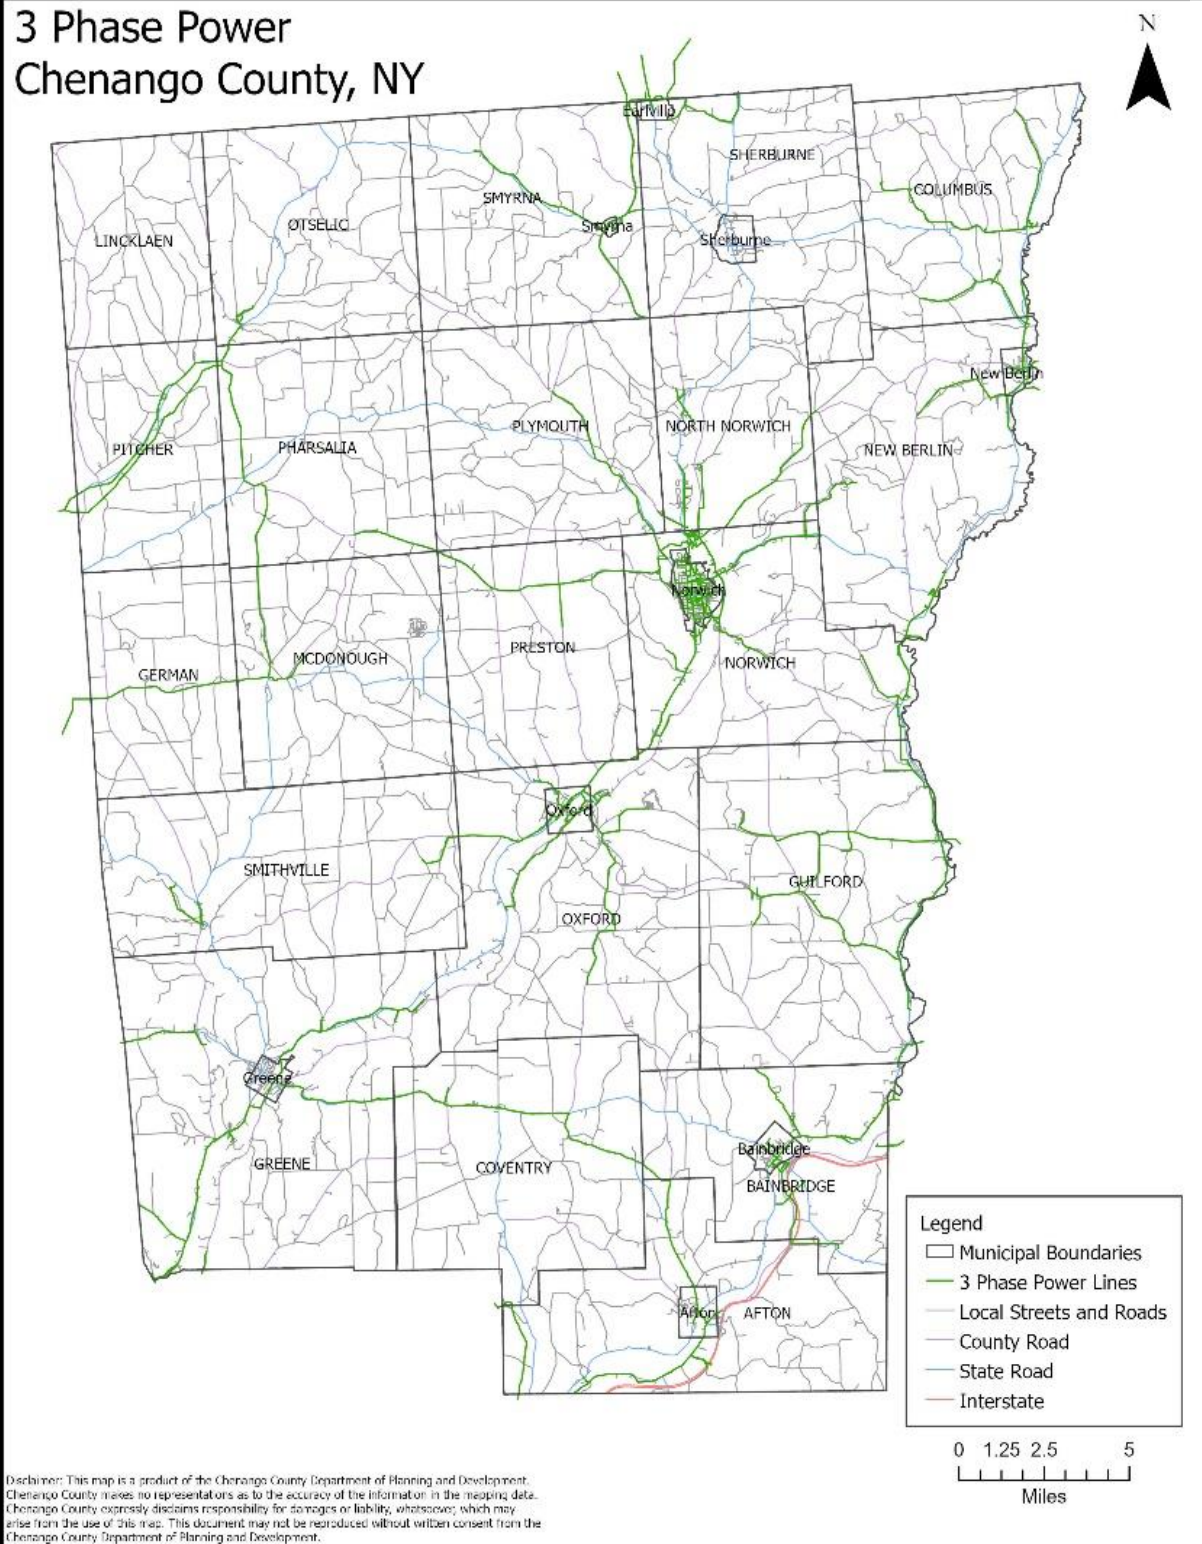 3 Phase Power
Chenango County, NY
N
Earlville
SHERBURNE
COLUMBUS
SMYRNA
OTSELIC
Smyrna
LINCKLAEN
Sherburne
New Berlin
PLYMOUTH
NORTH NORWICH
PITCHER
PHARSALIA
NEW BERLIN
Norwich
PRESTON
MCDONOUGH
NORWICH
GERMAN
Oxford
SMITHVILLE
GUILFORD
OXFORD
Greene
Bainbridge
GREENE
COVENTRY
BAINBRIDGE
Afton
AFTON
Legend
Municipal Boundaries
3 Phase Power Lines
Local Streets and Roads
County Road
State Road
Interstate
0 1.25 2.5 5
Miles
Disclaimer: This map is a product of the Chenango County Department of Planning and Development.
Chenango County makes no representations as to the accuracy of the information in the mapping data.
Chenango County expressly disclaims responsibility for damages or liability, whatsoever, which may
arise from the use of this map. This document may not be reproduced without written consent from the
Chenango County Department of Planning and Development.